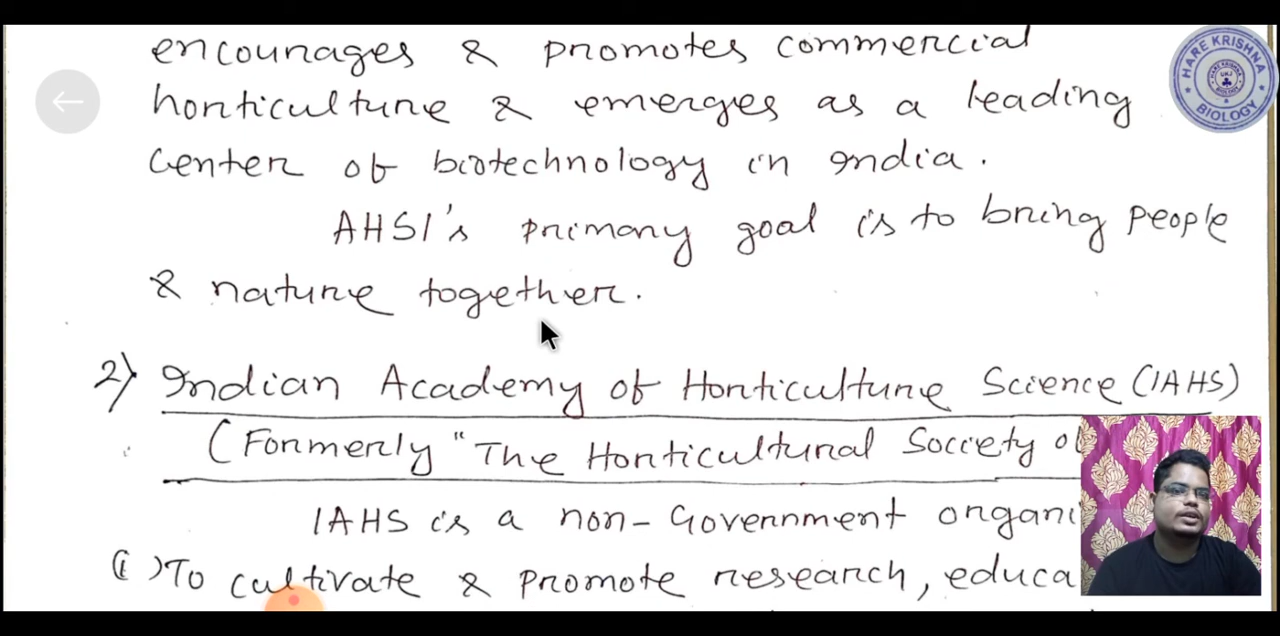 encourages & promotes commercial
horticulture & emerges as a leading
center of biotechnology in India.
AHSI's primary goal is to bring people
& nature together.
2) Indian Academy of Horticulture Science (IAHS)
(Formerly "The Horticultural Society of
IAHS is a non-Government organi
(i) To cultivate & promote research, educa
HARE KRISHNA
BIOLOGY